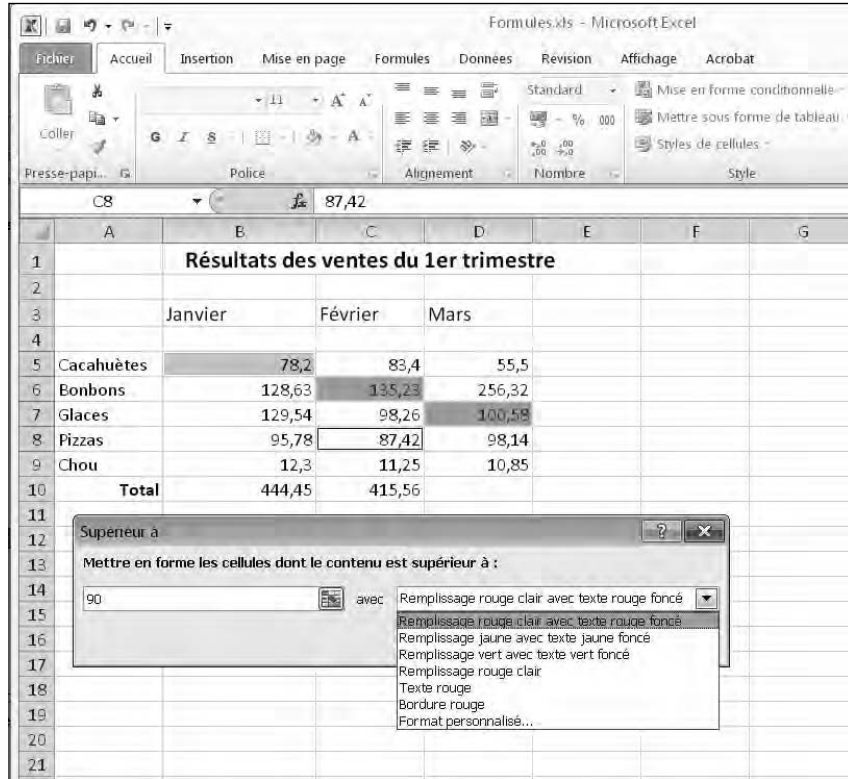 Formules.xls - Microsoft Excel
Fichier Accueil Insertion Mise en page Formules Données Révision Affichage Acrobat
11 A A Standard Mise en forme conditionnelle
Coller G I S A % 000 Mettre sous forme de tableau
Styles de cellules
Presse-papi... Police Alignement Nombre Style
C8 fx 87,42
A B C D E F G
1 Résultats des ventes du 1er trimestre
2
3 Janvier Février Mars
4
5 Cacahuètes 78,2 83,4 55,5
6 Bonbons 128,63 135,23 256,32
7 Glaces 129,54 98,26 100,58
8 Pizzas 95,78 87,42 98,14
9 Chou 12,3 11,25 10,85
10 Total 444,45 415,56
11
12 Supérieur à
13 Mettre en forme les cellules dont le contenu est supérieur à :
14 90 avec Remplissage rouge clair avec texte rouge foncé
15 Remplissage rouge clair avec texte rouge foncé
16 Remplissage jaune avec texte jaune foncé
Remplissage vert avec texte vert foncé
17 Remplissage rouge clair
18 Texte rouge
Bordure rouge
19 Format personnalisé...
20
21